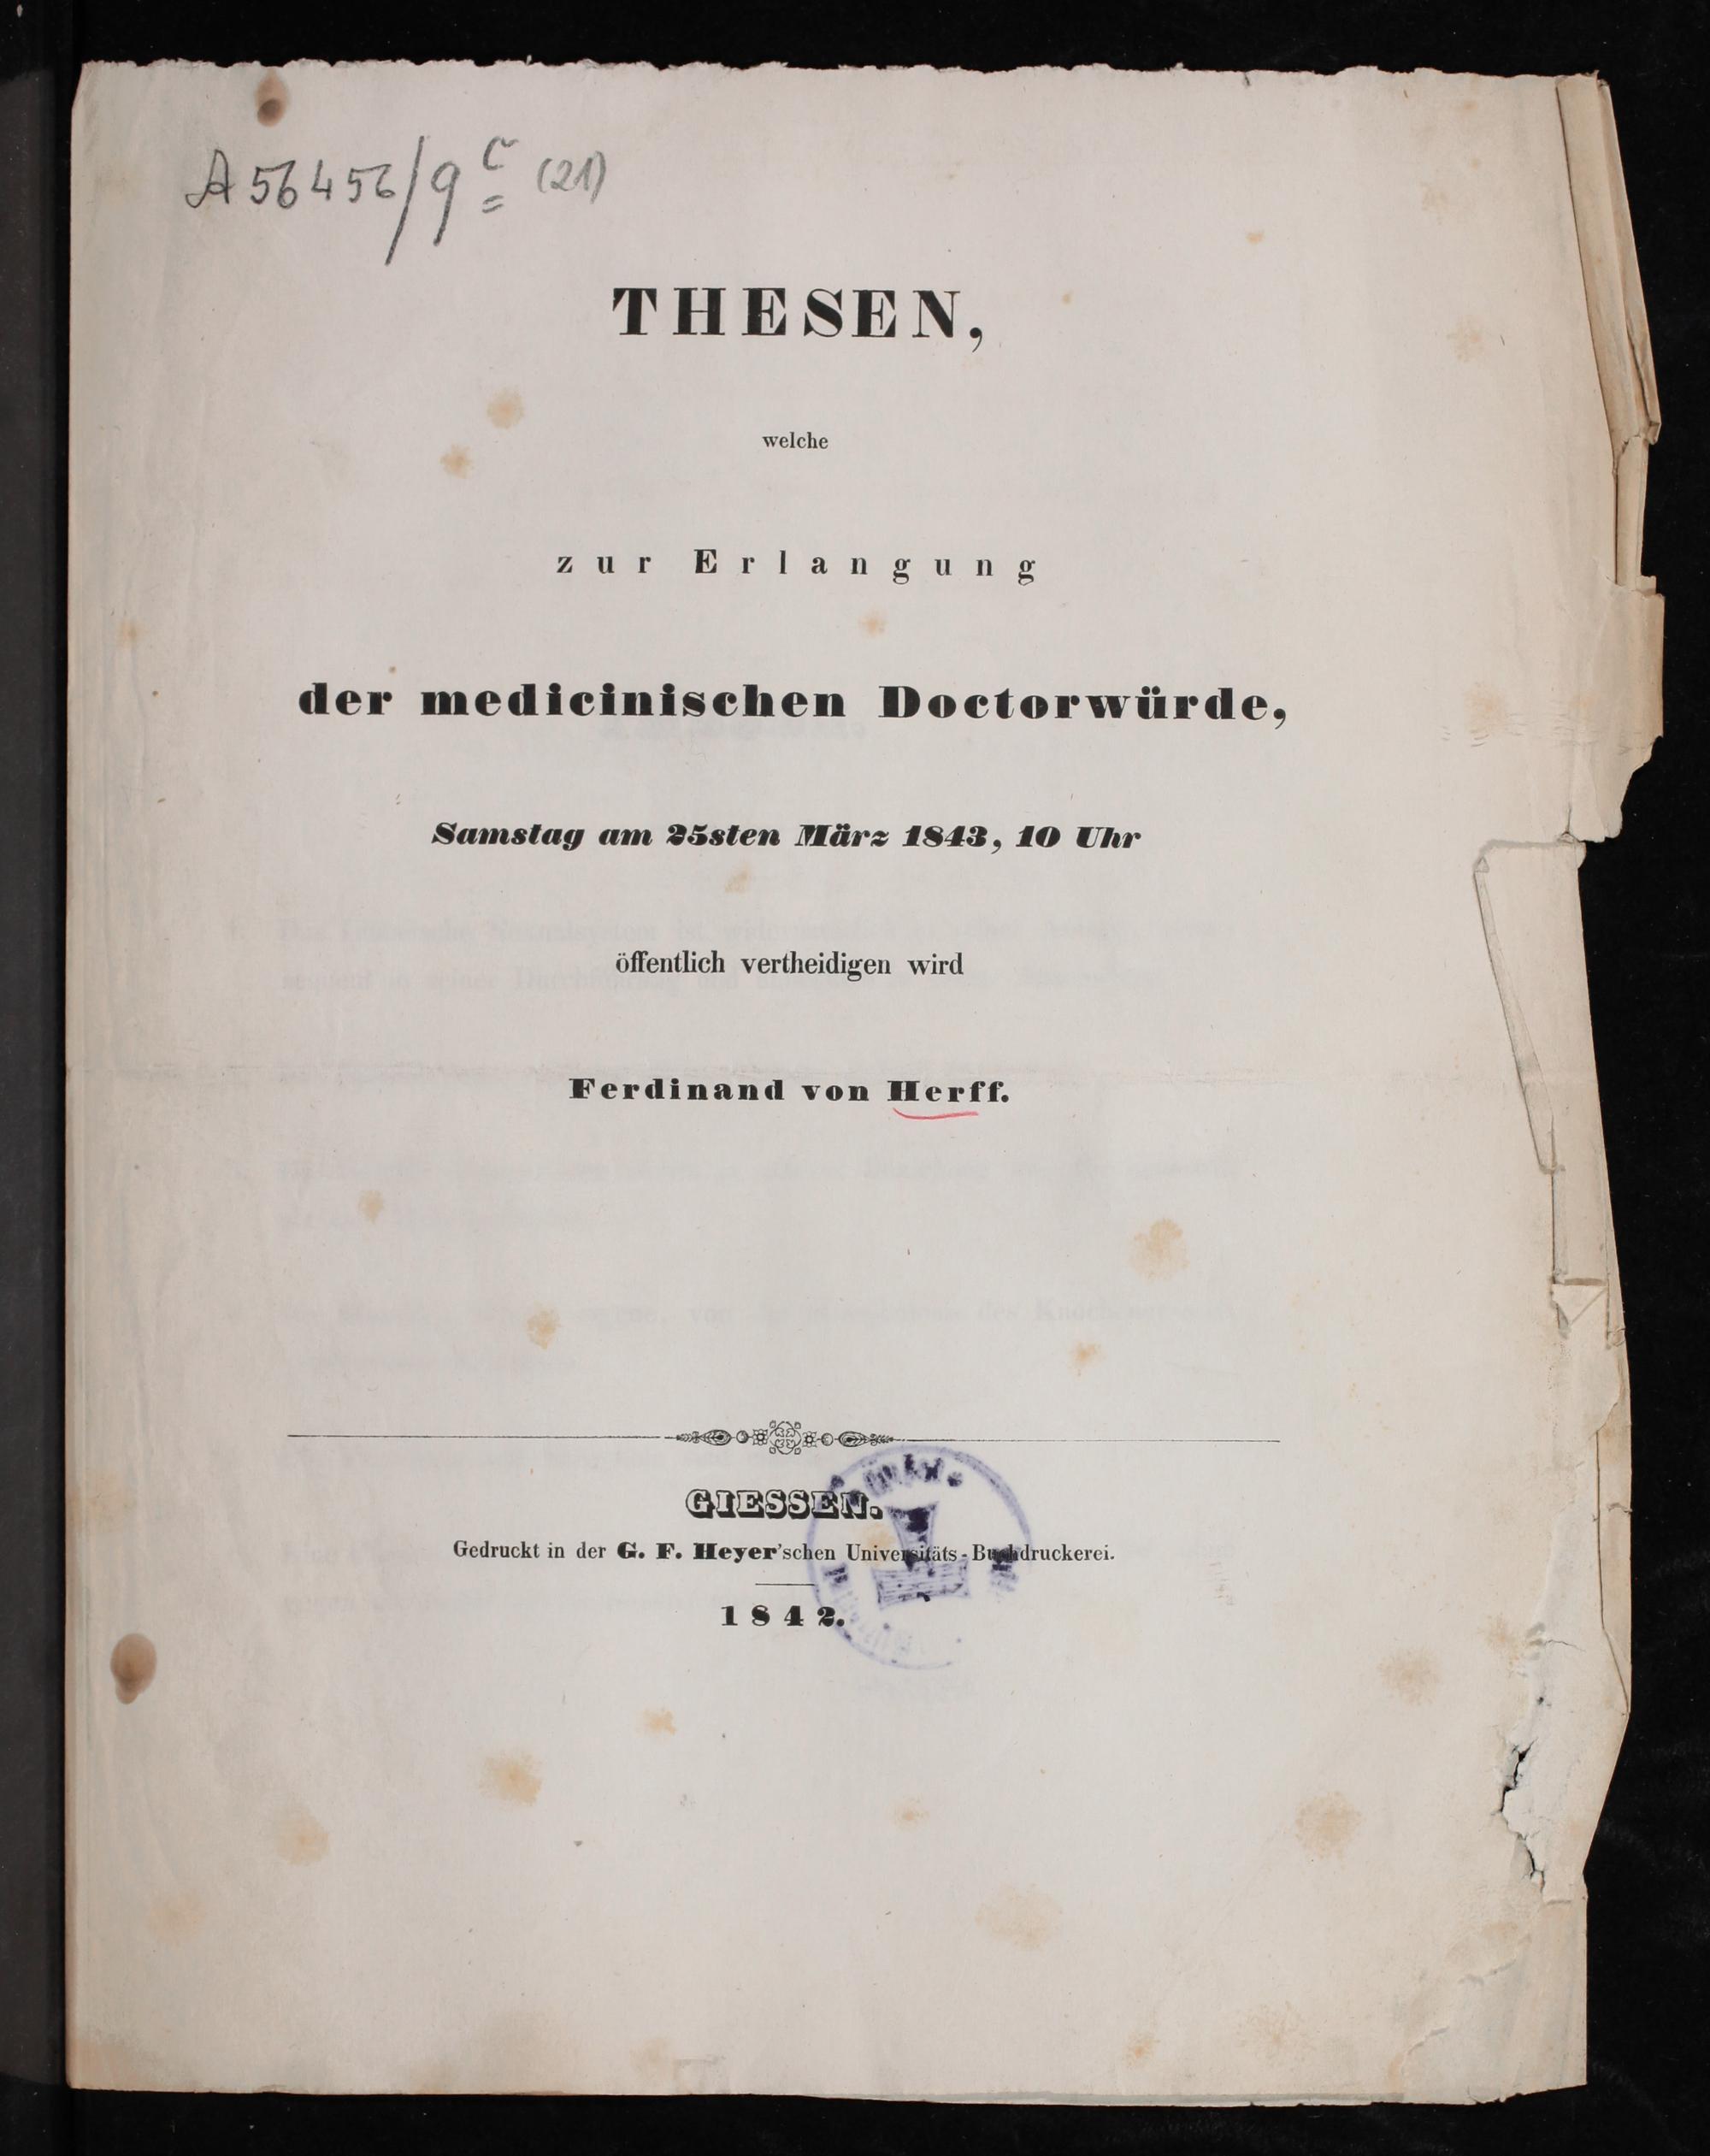 A 56456/9 c (21)
THESEN,
welche
zur Erlangung
der medicinischen Doctorwürde,
Samstag am 25sten März 1843, 10 Uhr
öffentlich vertheidigen wird
Ferdinand von Herff.
GIESSEN.
Gedruckt in der G. F. Heyer'schen Universitäts-Buchdruckerei.
1842.